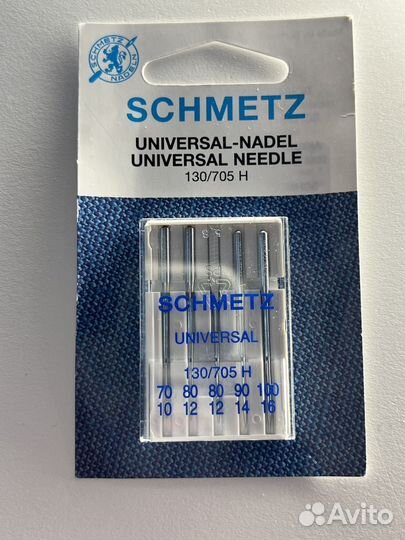 SCHMETZ
NADELN
SCHMETZ
UNIVERSAL-NADEL
UNIVERSAL NEEDLE
130/705 H
SCHMETZ
UNIVERSAL
130/705 H
70 80 80 90 100
10 12 12 14 16
Avito